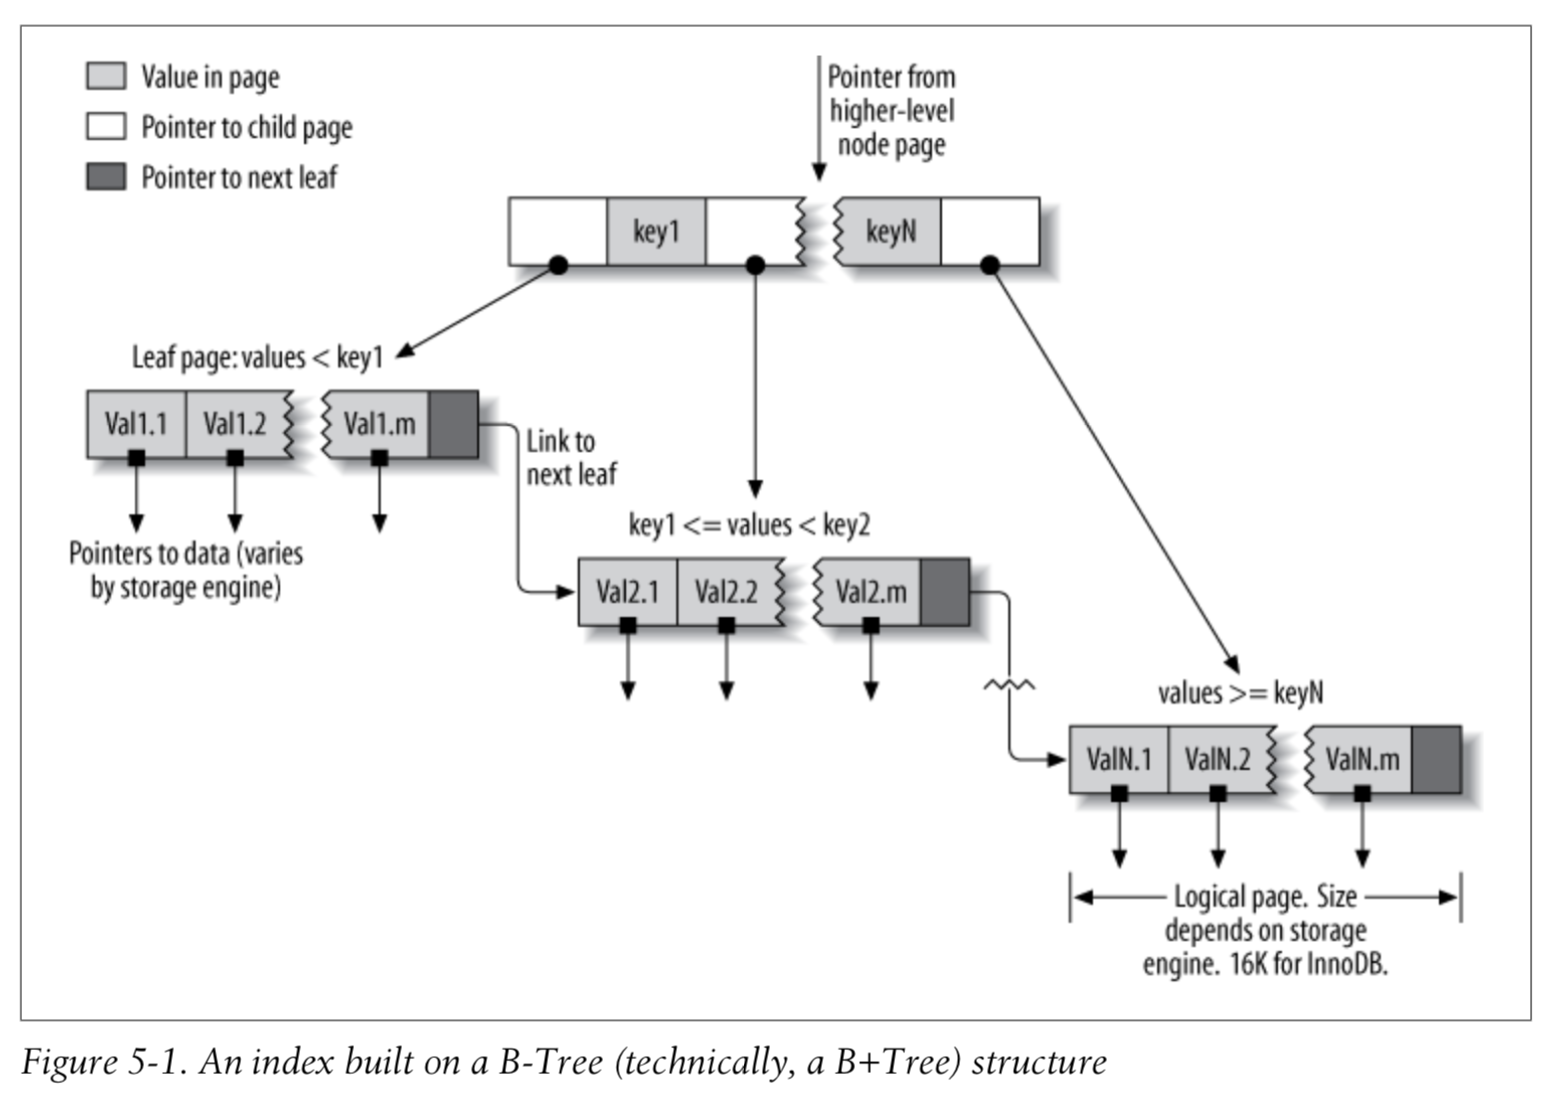 Value in page
Pointer to child page
Pointer to next leaf
Pointer from
higher-level
node page
key1
keyN
Leaf page: values < key1
Val1.1
Val1.2
Val1.m
Link to
next leaf
Pointers to data (varies
by storage engine)
key1 <= values < key2
Val2.1
Val2.2
Val2.m
values >= keyN
ValN.1
ValN.2
ValN.m
Logical page. Size
depends on storage
engine. 16K for InnoDB.
Figure 5-1. An index built on a B-Tree (technically, a B+Tree) structure